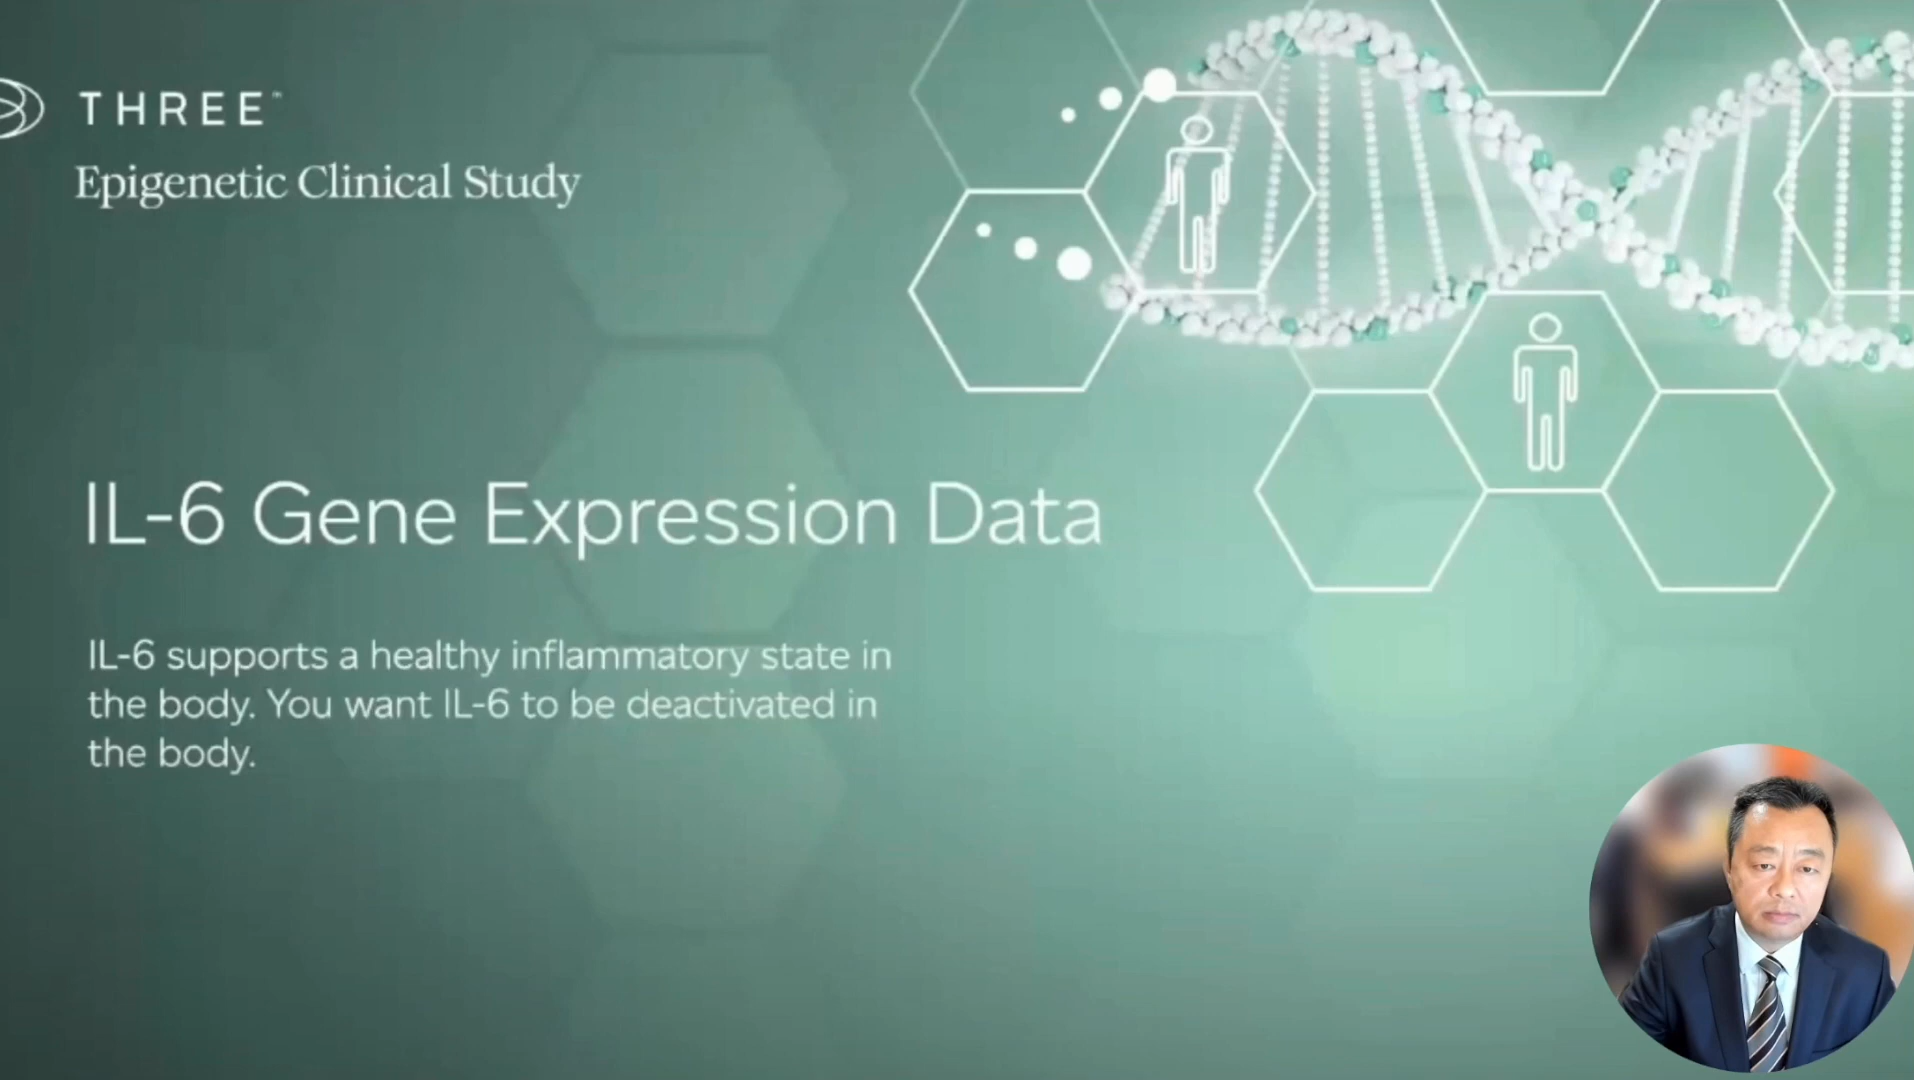 THREE™
Epigenetic Clinical Study
IL-6 Gene Expression Data
IL-6 supports a healthy inflammatory state in
the body. You want IL-6 to be deactivated in
the body.